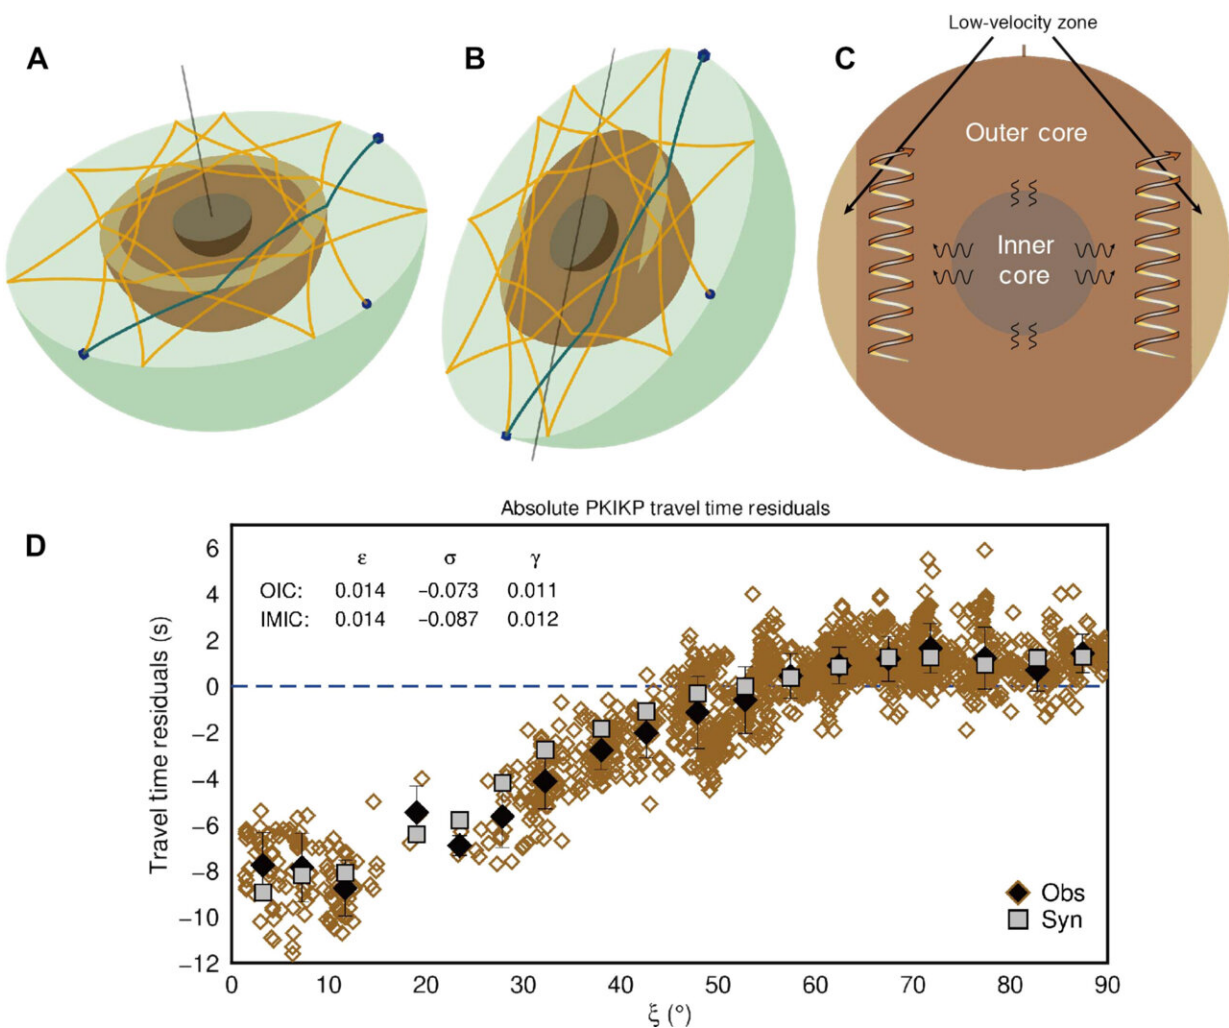 A
B
C
Low-velocity zone
Outer core
Inner
core
D
Absolute PKIKP travel time residuals
ε σ γ
OIC: 0.014 −0.073 0.011
IMIC: 0.014 −0.087 0.012
Travel time residuals (s)
6
4
2
0
−2
−4
−6
−8
−10
−12
Obs
Syn
0 10 20 30 40 50 60 70 80 90
ξ (°)